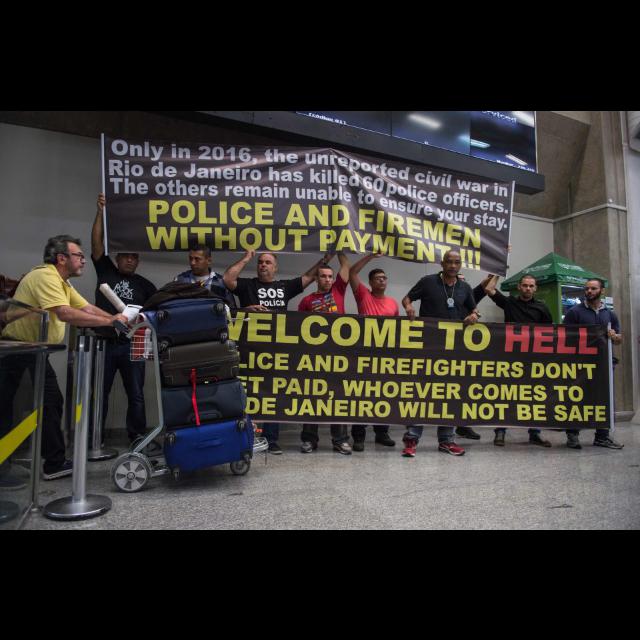 Only in 2016, the unreported civil war in
Rio de Janeiro has killed 60 police officers.
The others remain unable to ensure your stay.
POLICE AND FIREMEN
WITHOUT PAYMENT !!!
SOS
POLICE
WELCOME TO HELL
LICE AND FIREFIGHTERS DON'T
ET PAID, WHOEVER COMES TO
DE JANEIRO WILL NOT BE SAFE